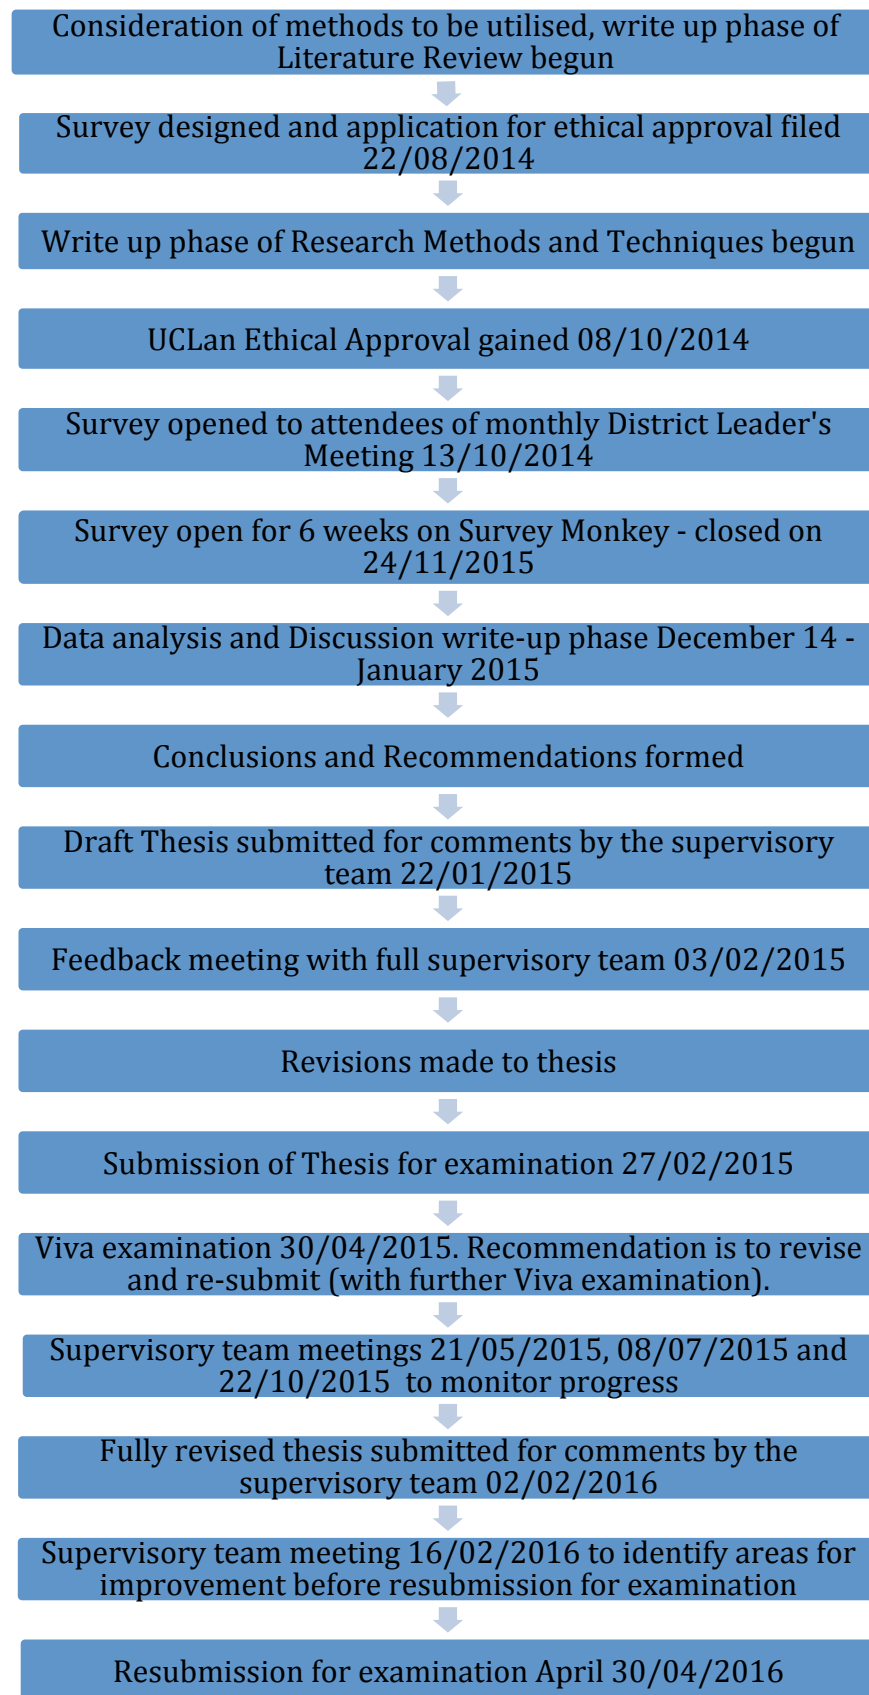 Consideration of methods to be utilised, write up phase of
Literature Review begun
Survey designed and application for ethical approval filed
22/08/2014
Write up phase of Research Methods and Techniques begun
UCLan Ethical Approval gained 08/10/2014
Survey opened to attendees of monthly District Leader's
Meeting 13/10/2014
Survey open for 6 weeks on Survey Monkey - closed on
24/11/2015
Data analysis and Discussion write-up phase December 14 -
January 2015
Conclusions and Recommendations formed
Draft Thesis submitted for comments by the supervisory
team 22/01/2015
Feedback meeting with full supervisory team 03/02/2015
Revisions made to thesis
Submission of Thesis for examination 27/02/2015
Viva examination 30/04/2015. Recommendation is to revise
and re-submit (with further Viva examination).
Supervisory team meetings 21/05/2015, 08/07/2015 and
22/10/2015 to monitor progress
Fully revised thesis submitted for comments by the
supervisory team 02/02/2016
Supervisory team meeting 16/02/2016 to identify areas for
improvement before resubmission for examination
Resubmission for examination April 30/04/2016